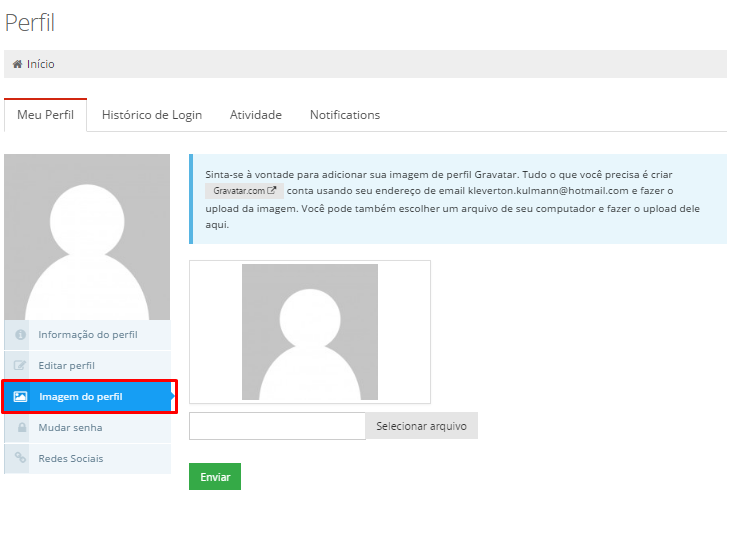 Perfil
Início
Meu Perfil Histórico de Login Atividade Notifications
Sinta-se à vontade para adicionar sua imagem de perfil Gravatar. Tudo o que você precisa é criar
Gravatar.com conta usando seu endereço de email kleverton.kulmann@hotmail.com e fazer o
upload da imagem. Você pode também escolher um arquivo de seu computador e fazer o upload dele
aqui.
Informação do perfil
Editar perfil
Imagem do perfil
Mudar senha
Redes Sociais
Selecionar arquivo
Enviar